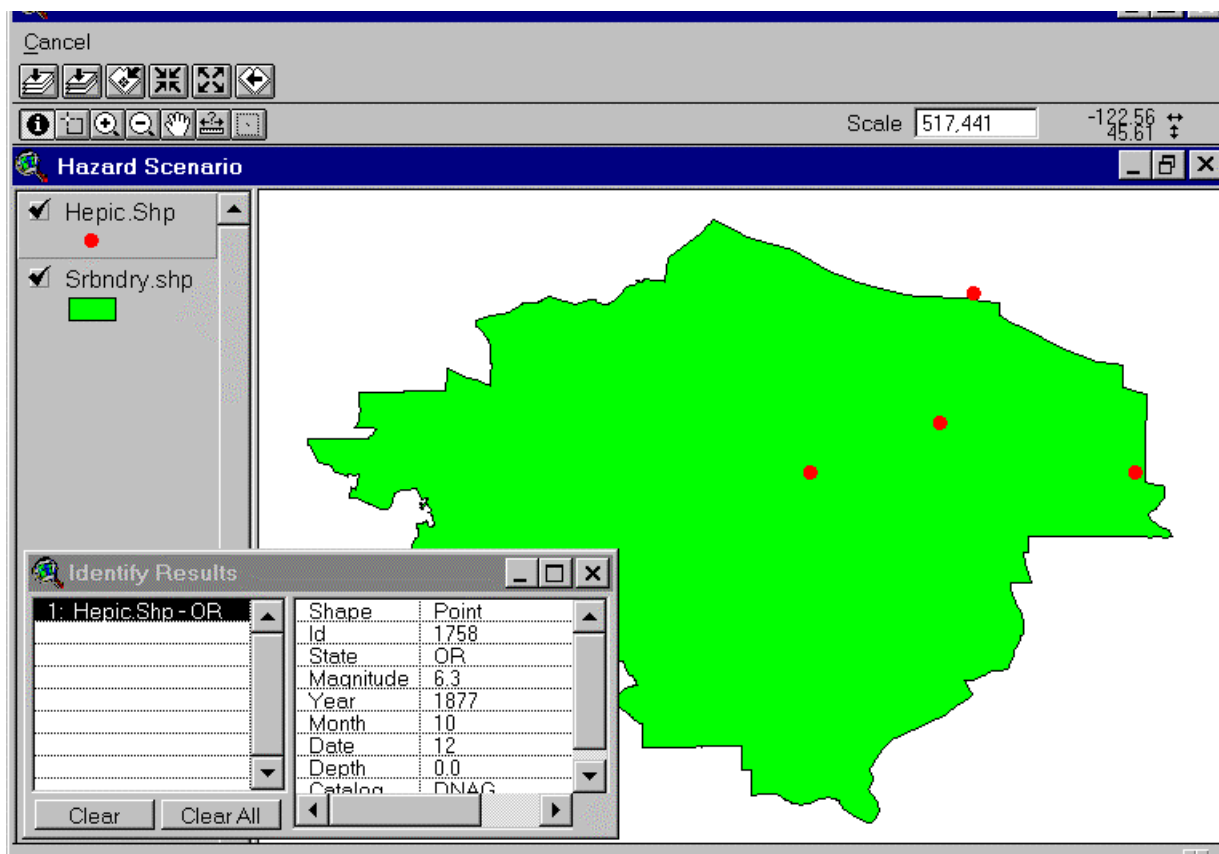 Cancel
Scale 517,441 -122.56
45.61
Hazard Scenario
Hepic.Shp
Srbndry.shp
Identify Results
1: Hepic.Shp - OR
Shape Point
Id 1758
State OR
Magnitude 6.3
Year 1877
Month 10
Date 12
Depth 0.0
Catalog DNAG
Clear Clear All